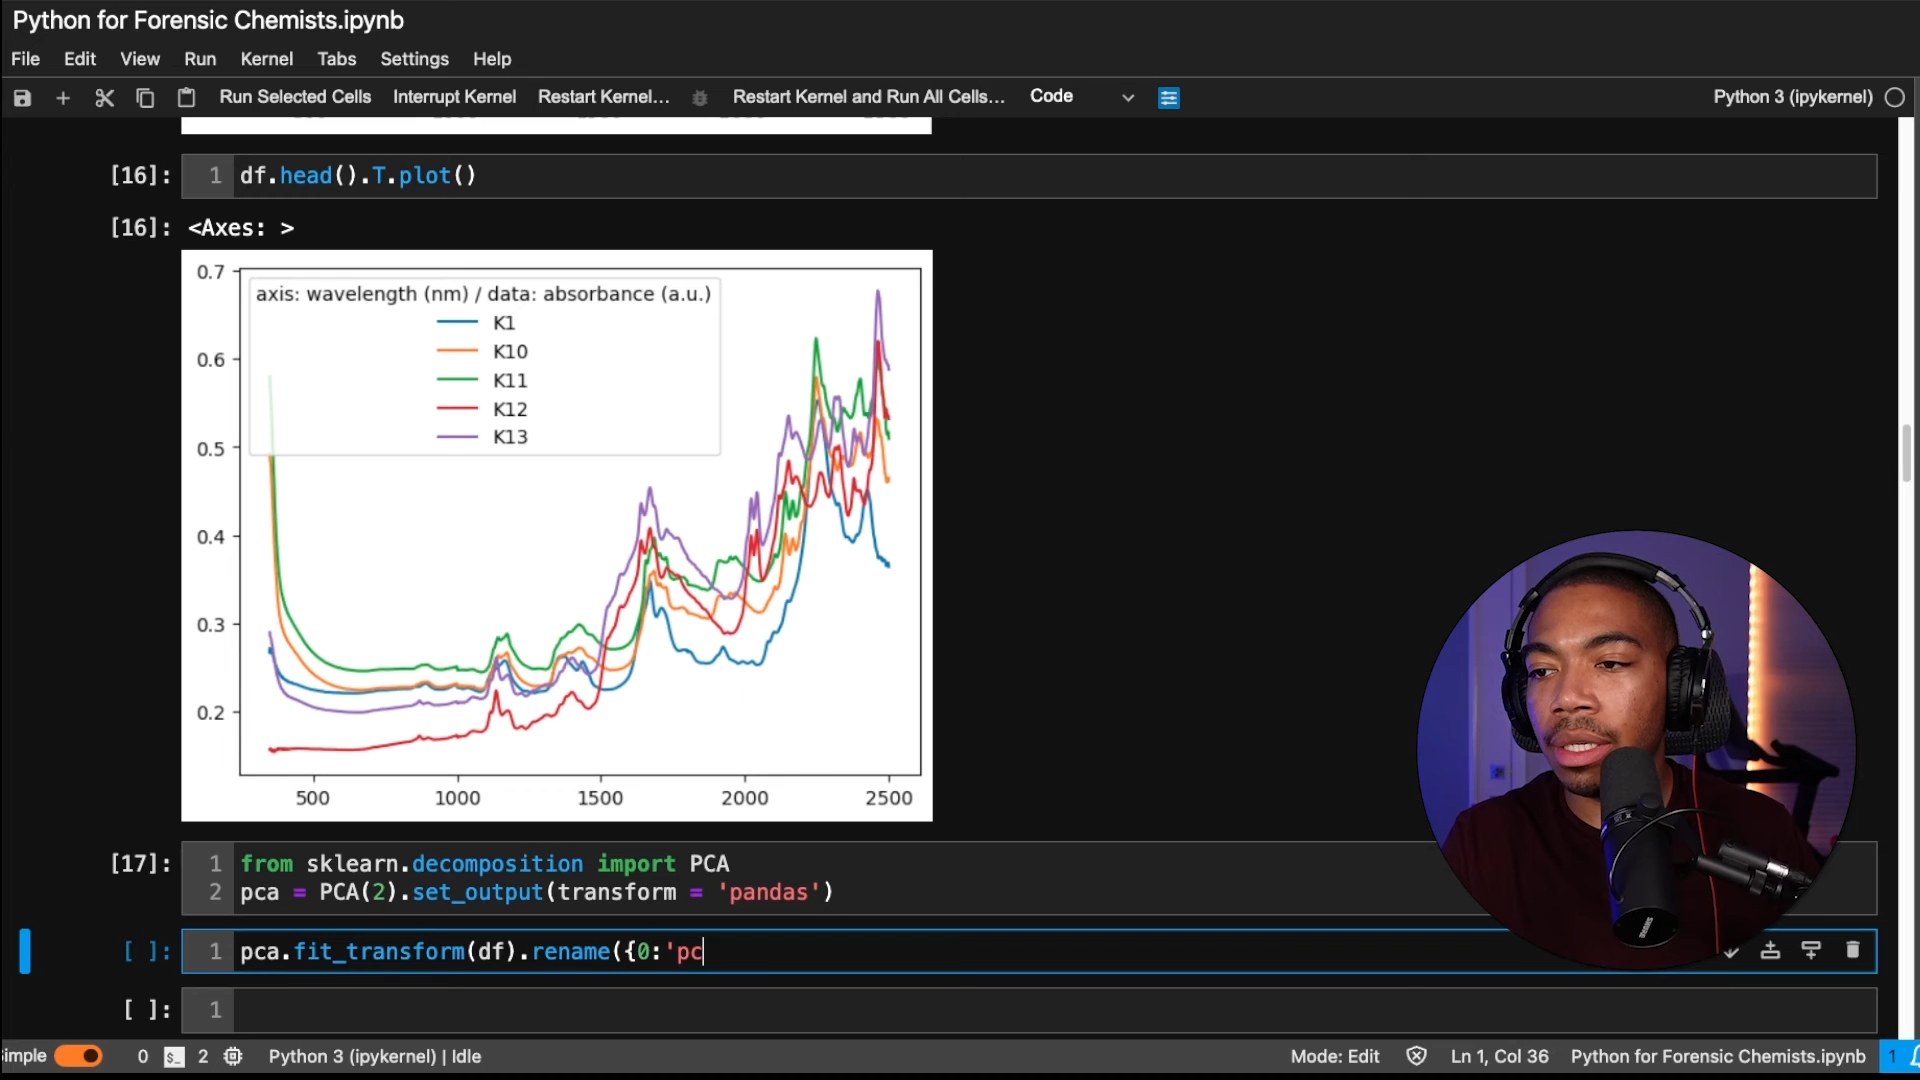 Python for Forensic Chemists.ipynb
File Edit View Run Kernel Tabs Settings Help
Run Selected Cells Interrupt Kernel Restart Kernel... Restart Kernel and Run All Cells... Code Python 3 (ipykernel)
[16]: 1 df.head().T.plot()
[16]: <Axes: >
axis: wavelength (nm) / data: absorbance (a.u.)
K1
K10
K11
K12
K13
0.7
0.6
0.5
0.4
0.3
0.2
500 1000 1500 2000 2500
[17]: 1 from sklearn.decomposition import PCA
2 pca = PCA(2).set_output(transform = 'pandas')
[ ]: 1 pca.fit_transform(df).rename({0:'pc
[ ]: 1
imple 0 $_ 2 Python 3 (ipykernel) | Idle Mode: Edit Ln 1, Col 36 Python for Forensic Chemists.ipynb 1